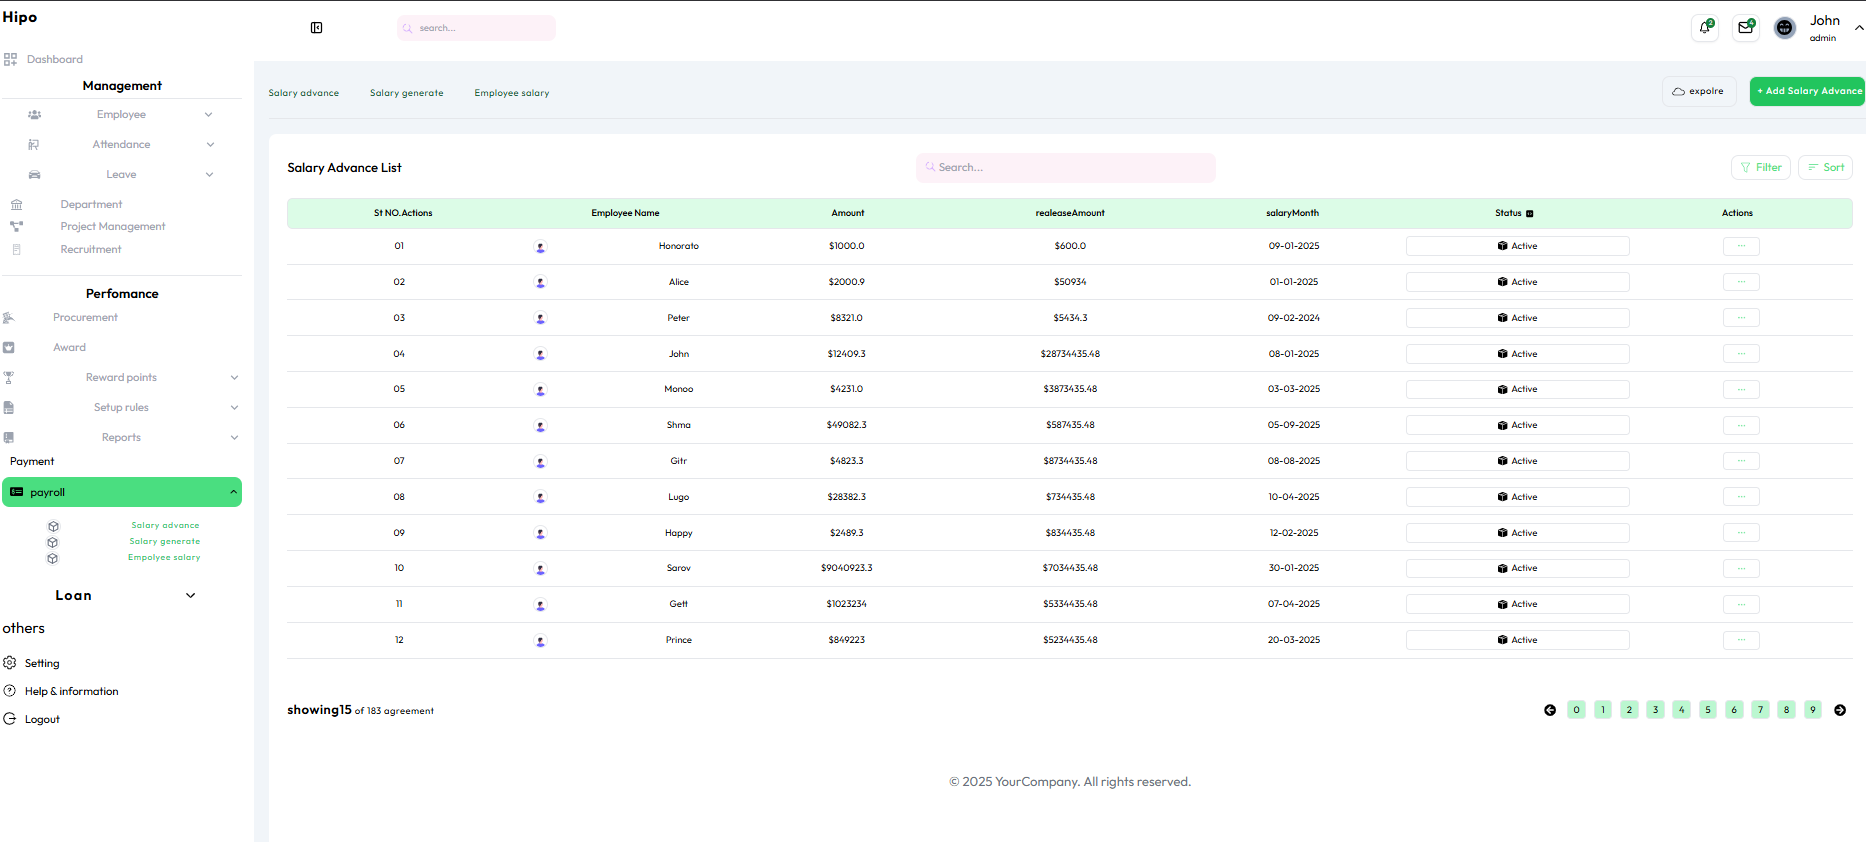 Hipo
search...
2
4
John
admin
Dashboard
Management
Employee
Attendance
Leave
Department
Project Management
Recruitment
Perfomance
Procurement
Award
Reward points
Setup rules
Reports
Payment
payroll
Salary advance
Salary generate
Empolyee salary
Loan
others
Setting
Help & information
Logout
Salary advance Salary generate Employee salary
expolre
+ Add Salary Advance
Salary Advance List
Search...
Filter
Sort
St NO.Actions Employee Name Amount realeaseAmount salaryMonth Status Actions
01 Honorato $1000.0 $600.0 09-01-2025 Active ...
02 Alice $2000.9 $50934 01-01-2025 Active ...
03 Peter $8321.0 $5434.3 09-02-2024 Active ...
04 John $12409.3 $28734435.48 08-01-2025 Active ...
05 Monoo $4231.0 $3873435.48 03-03-2025 Active ...
06 Shma $49082.3 $587435.48 05-09-2025 Active ...
07 Gitr $4823.3 $8734435.48 08-08-2025 Active ...
08 Lugo $28382.3 $734435.48 10-04-2025 Active ...
09 Happy $2489.3 $834435.48 12-02-2025 Active ...
10 Sarov $9040923.3 $7034435.48 30-01-2025 Active ...
11 Gett $1023234 $5334435.48 07-04-2025 Active ...
12 Prince $849223 $5234435.48 20-03-2025 Active ...
showing15 of 183 agreement
0 1 2 3 4 5 6 7 8 9
© 2025 YourCompany. All rights reserved.